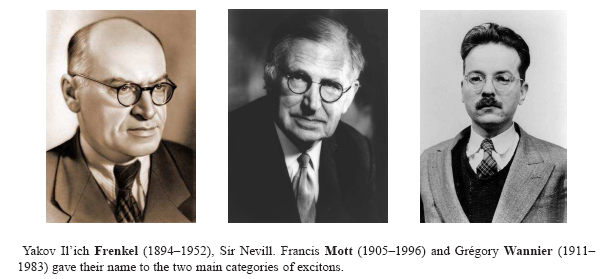 Yakov Il’ich Frenkel (1894–1952), Sir Nevill. Francis Mott (1905–1996) and Grégory Wannier (1911–
1983) gave their name to the two main categories of excitons.